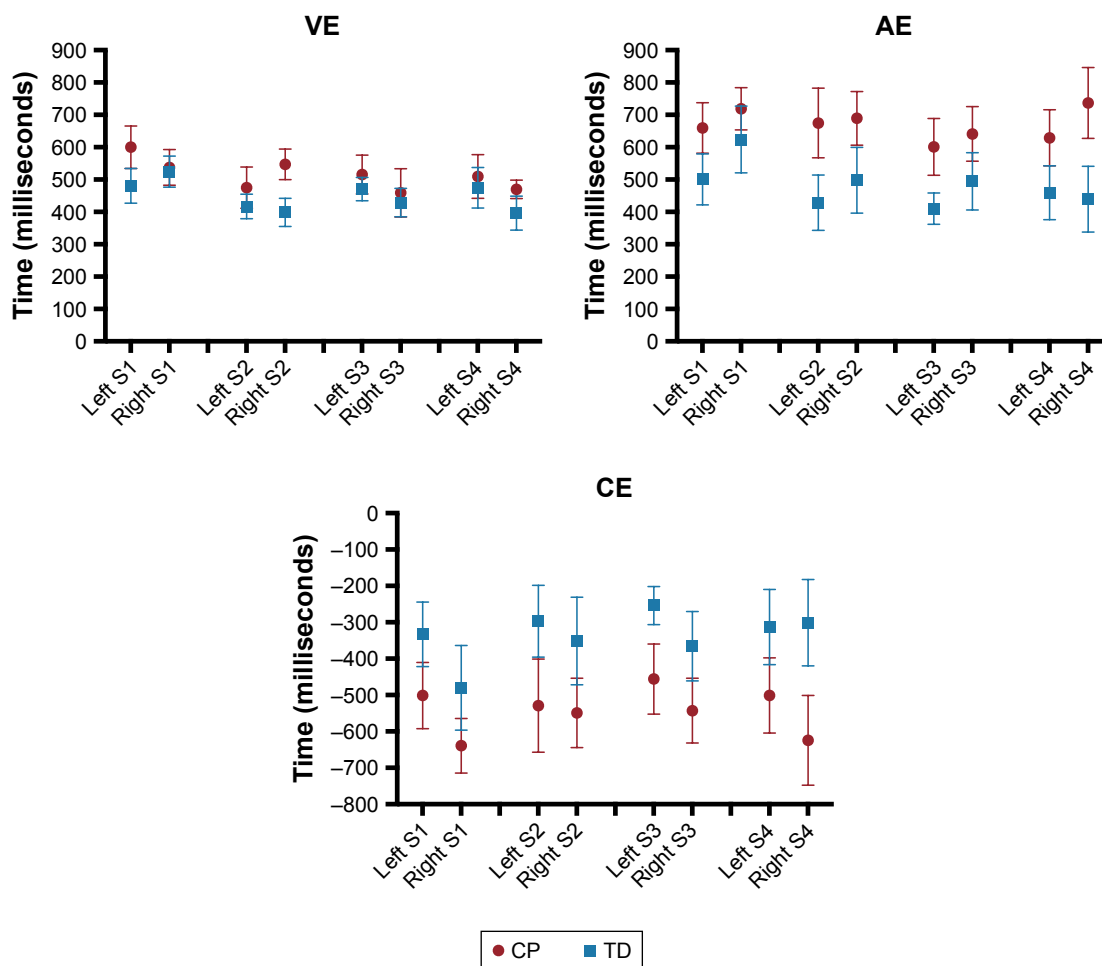 VE
900
800
700
600
500
400
300
200
100
0
Time (milliseconds)
Left S1
Right S1
Left S2
Right S2
Left S3
Right S3
Left S4
Right S4
AE
900
800
700
600
500
400
300
200
100
0
Time (milliseconds)
Left S1
Right S1
Left S2
Right S2
Left S3
Right S3
Left S4
Right S4
CE
0
–100
–200
–300
–400
–500
–600
–700
–800
Time (milliseconds)
Left S1
Right S1
Left S2
Right S2
Left S3
Right S3
Left S4
Right S4
CP TD